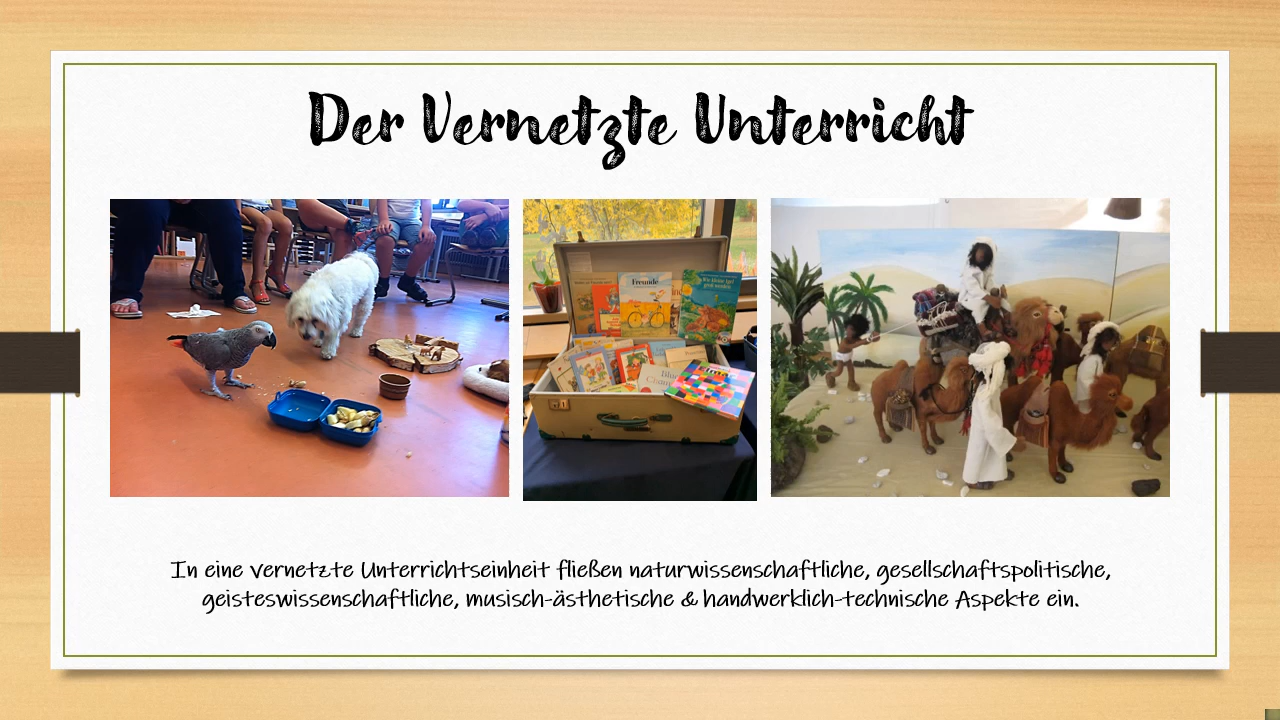 Der Vernetzte Unterricht
Freunde
In eine vernetzte Unterrichtseinheit fließen naturwissenschaftliche, gesellschaftspolitische,
geisteswissenschaftliche, musisch-ästhetische & handwerklich-technische Aspekte ein.